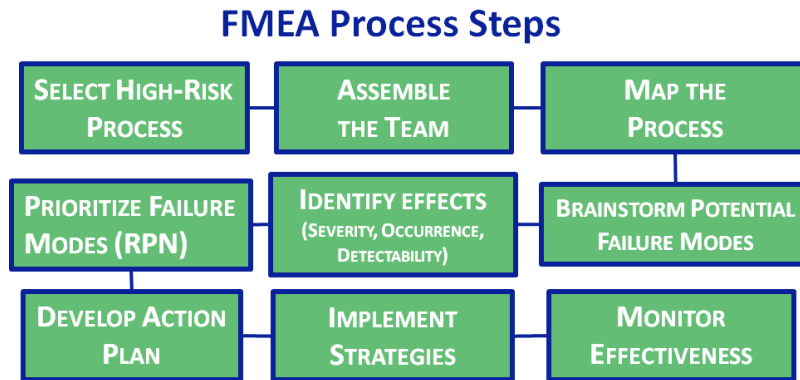 FMEA Process Steps
SELECT HIGH-RISK
PROCESS
ASSEMBLE
THE TEAM
MAP THE
PROCESS
BRAINSTORM POTENTIAL
FAILURE MODES
IDENTIFY EFFECTS
(SEVERITY, OCCURRENCE,
DETECTABILITY)
PRIORITIZE FAILURE
MODES (RPN)
DEVELOP ACTION
PLAN
IMPLEMENT
STRATEGIES
MONITOR
EFFECTIVENESS